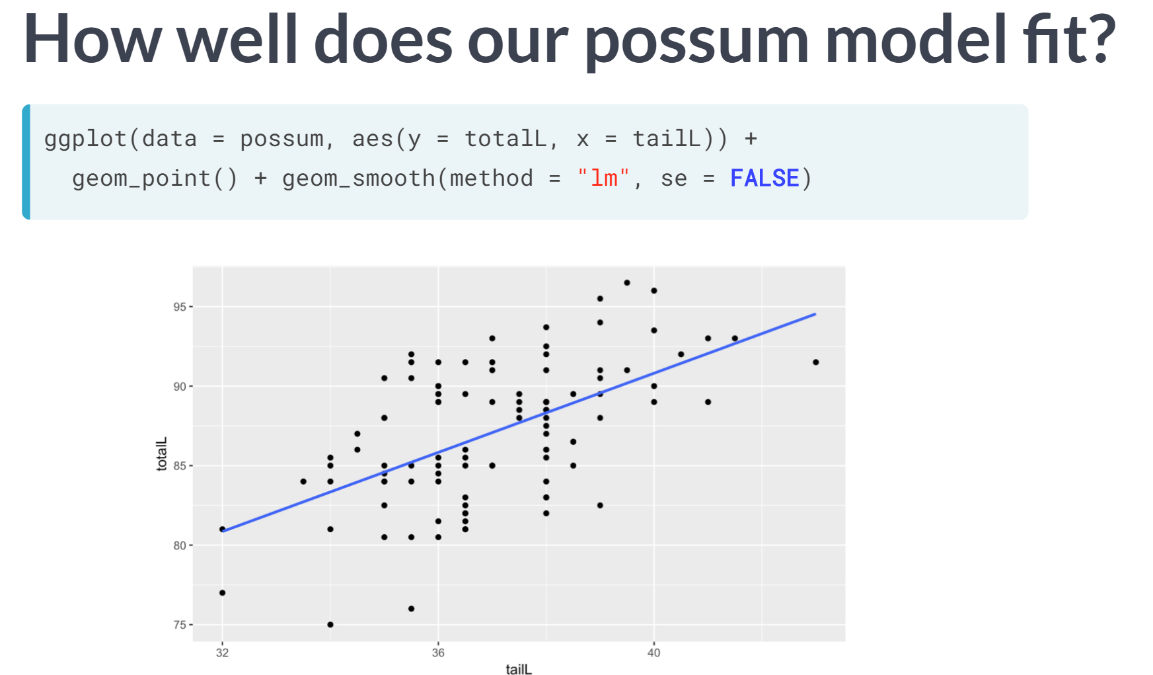 How well does our possum model fit?
ggplot(data = possum, aes(y = totalL, x = tailL)) +
geom_point() + geom_smooth(method = "lm", se = FALSE)
95
90
85
80
75
totalL
32 36 40
tailL